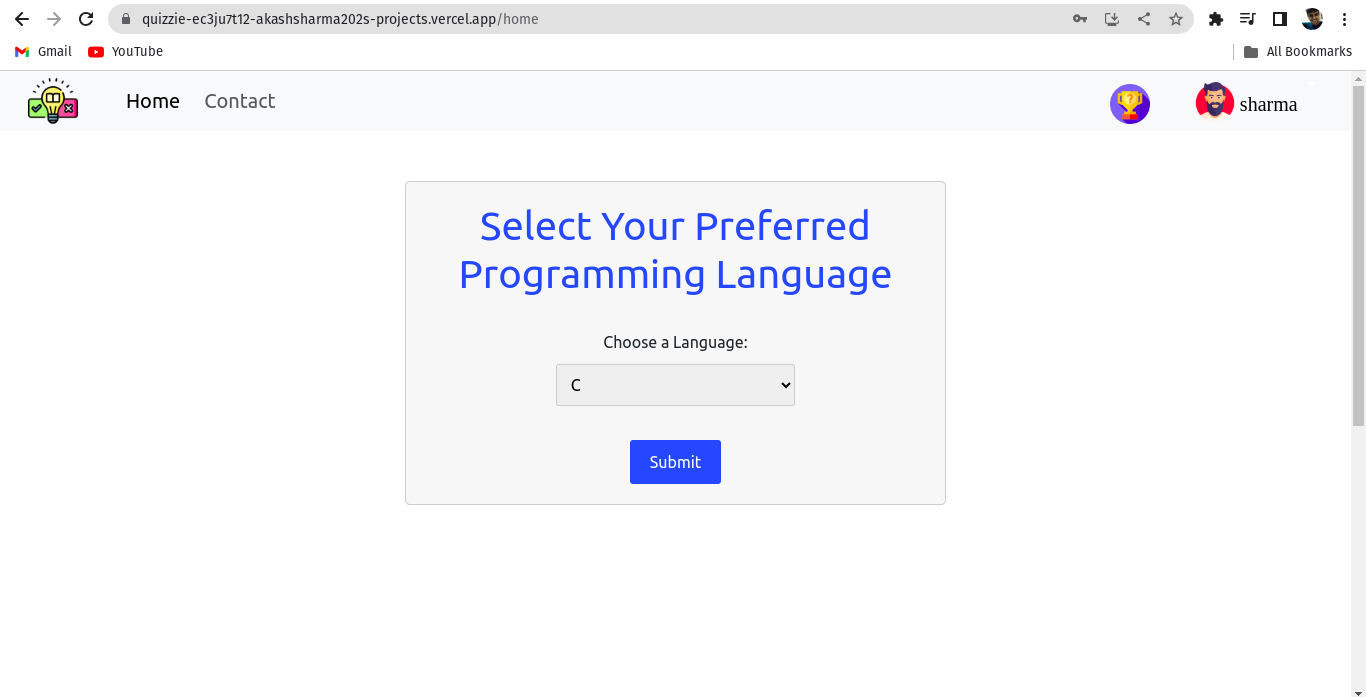 quizzie-ec3ju7t12-akashsharma202s-projects.vercel.app/home
Gmail YouTube All Bookmarks
Home Contact sharma
Select Your Preferred
Programming Language
Choose a Language:
C
Submit